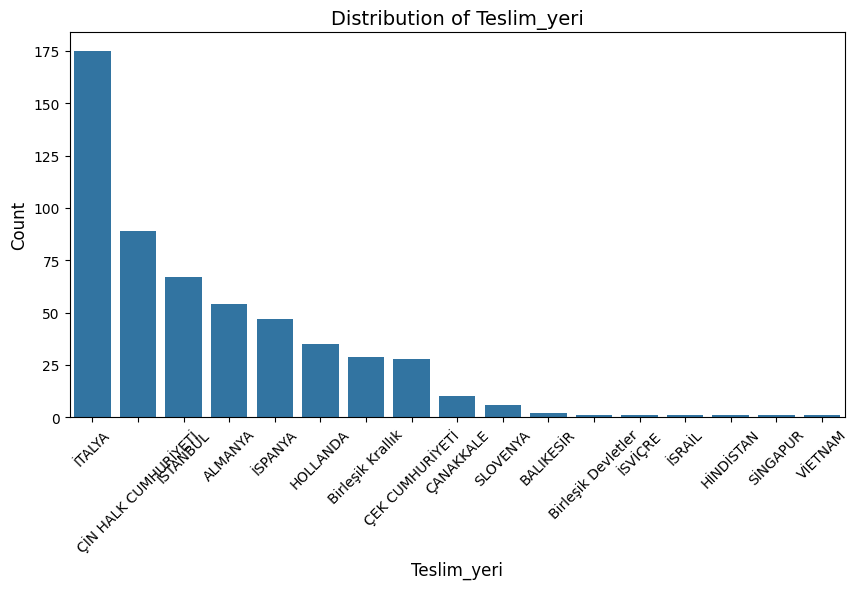 Distribution of Teslim_yeri
175
150
125
100
75
50
25
0
Count
İTALYA
ÇİN HALK CUMHURİYETİ
İSTANBUL
ALMANYA
İSPANYA
HOLLANDA
Birleşik Krallık
ÇEK CUMHURİYETİ
ÇANAKKALE
SLOVENYA
BALIKESİR
Birleşik Devletler
İSVİÇRE
İSRAİL
HİNDİSTAN
SİNGAPUR
VİETNAM
Teslim_yeri